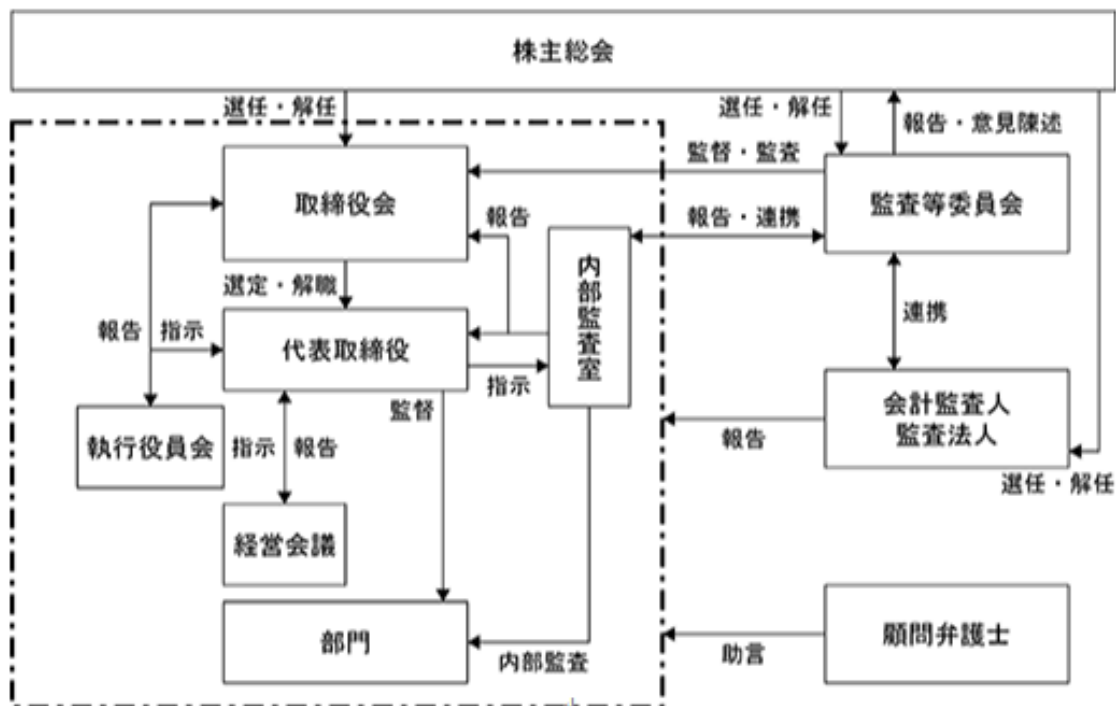 株主総会
選任・解任
選任・解任
報告・意見陳述
監督・監査
取締役会
監査等委員会
報告
報告・連携
内部監査室
選定・解職
連携
報告
指示
代表取締役
指示
監督
会計監査人
監査法人
報告
執行役員会
指示
報告
選任・解任
経営会議
部門
内部監査
助言
顧問弁護士